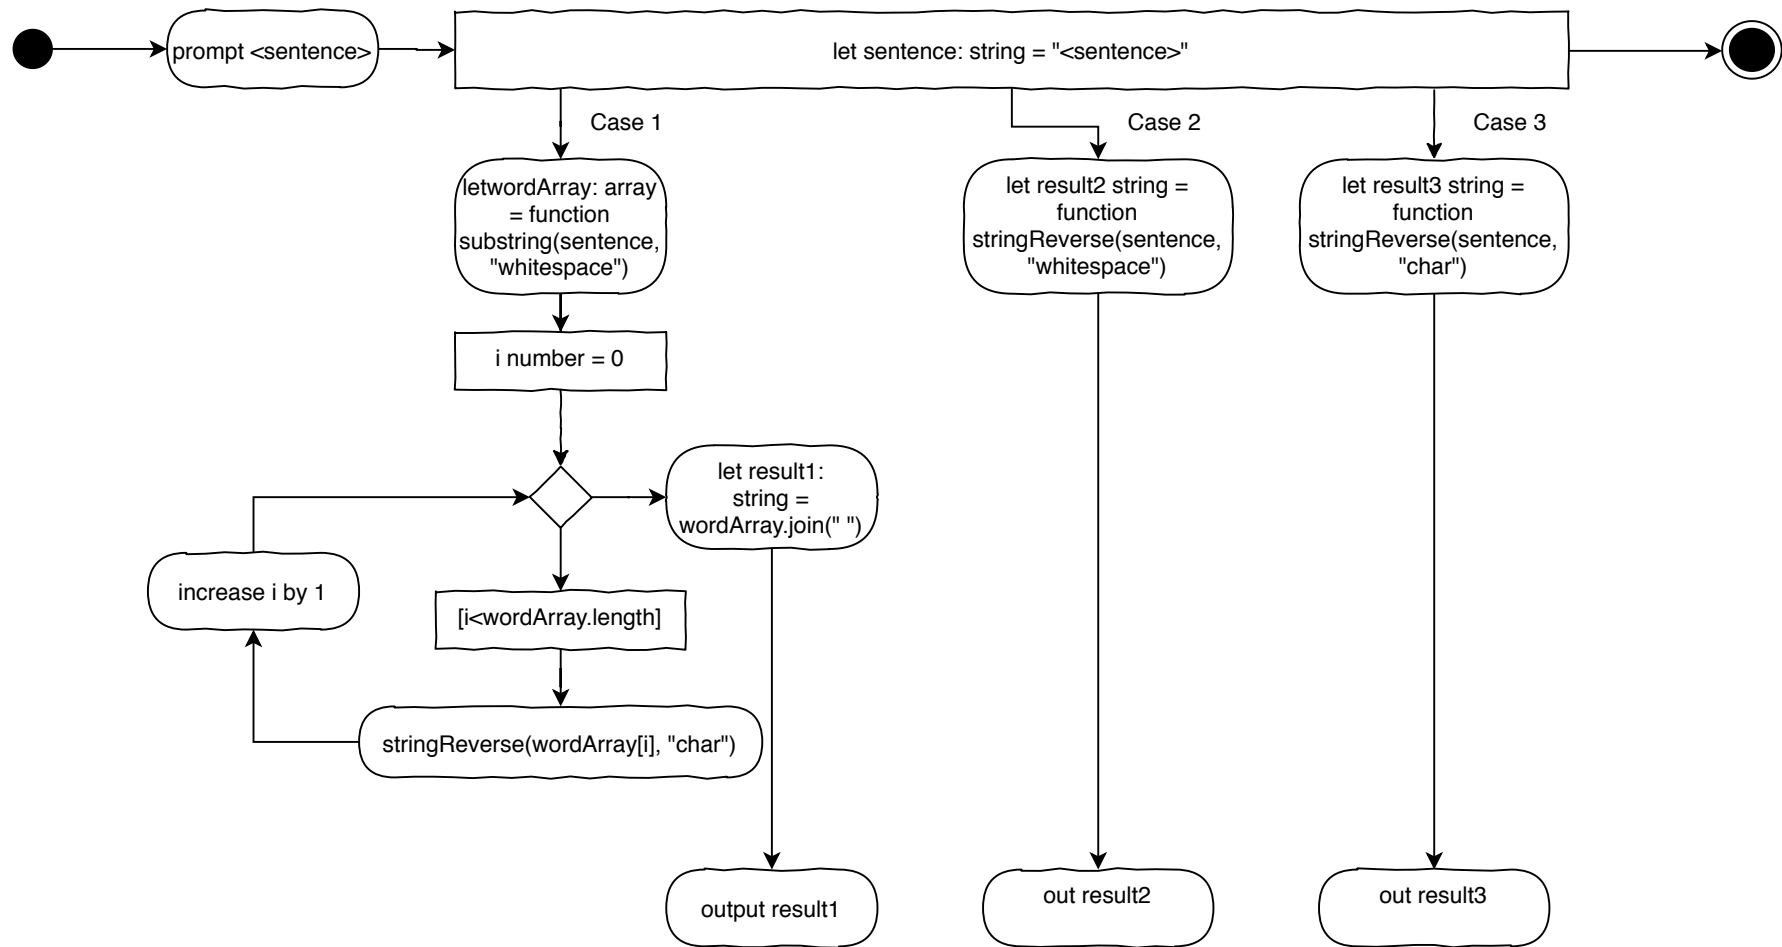 prompt <sentence>
let sentence: string = "<sentence>"
Case 1
Case 2
Case 3
letwordArray: array
= function
substring(sentence,
"whitespace")
let result2 string =
function
stringReverse(sentence,
"whitespace")
let result3 string =
function
stringReverse(sentence,
"char")
i number = 0
let result1:
string =
wordArray.join(" ")
increase i by 1
[i<wordArray.length]
stringReverse(wordArray[i], "char")
output result1
out result2
out result3